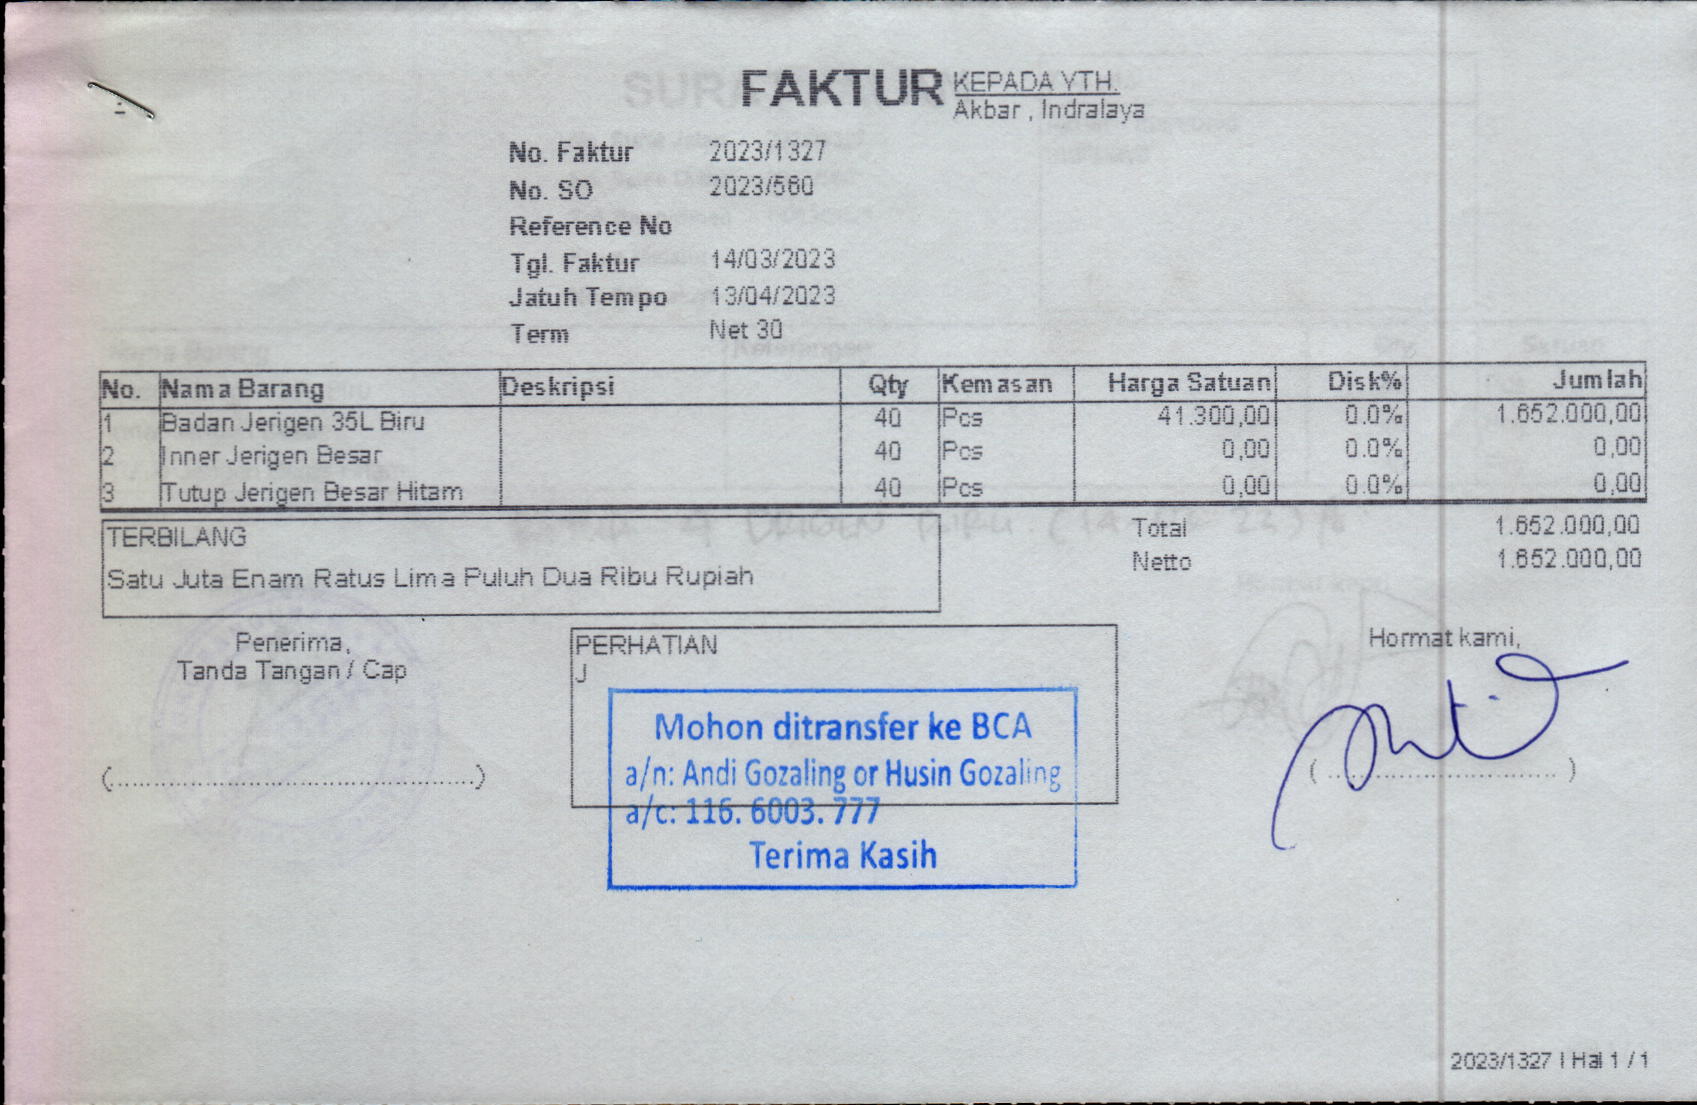 FAKTUR
KEPADA YTH.
Akbar , Indralaya
No. Faktur 2023/1327
No. SO 2023/560
Reference No
Tgl. Faktur 14/03/2023
Jatuh Tempo 13/04/2023
Term Net 30
No. Nama Barang Deskripsi Qty Kemasan Harga Satuan Disk% Jumlah
1 Badan Jerigen 35L Biru 40 Pcs 41.300,00 0.0% 1.652.000,00
2 Inner Jerigen Besar 40 Pcs 0,00 0.0% 0,00
3 Tutup Jerigen Besar Hitam 40 Pcs 0,00 0.0% 0,00
TERBILANG
Satu Juta Enam Ratus Lima Puluh Dua Ribu Rupiah
Total 1.652.000,00
Netto 1.652.000,00
Penerima,
Tanda Tangan / Cap
(..................................................)
PERHATIAN
J
Mohon ditransfer ke BCA
a/n: Andi Gozaling or Husin Gozaling
a/c: 116. 6003. 777
Terima Kasih
Hormat kami,
( ................................ )
2023/1327 | Hal 1 / 1